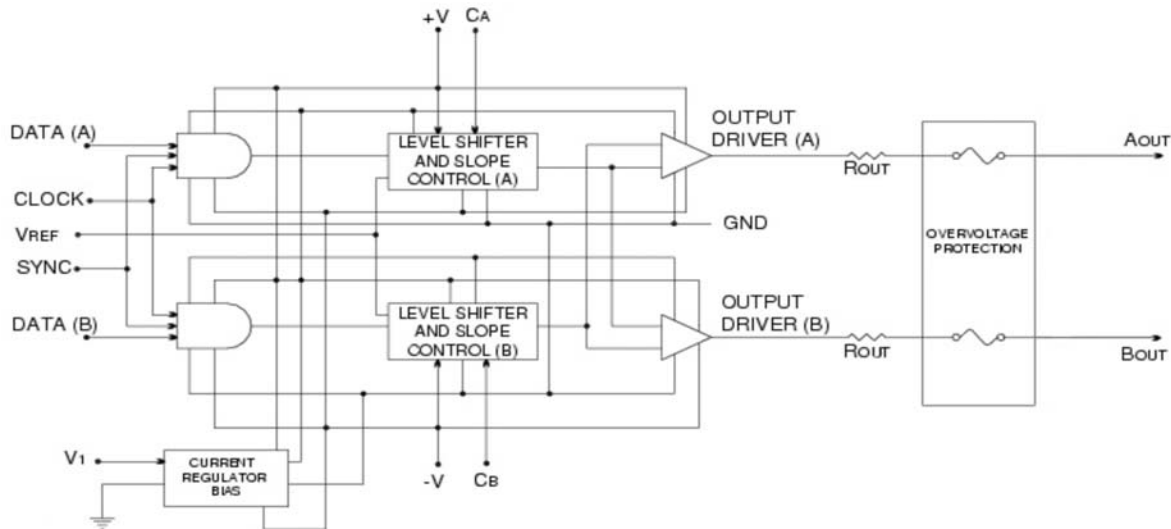 +V
CA
DATA (A)
CLOCK
VREF
SYNC
DATA (B)
LEVEL SHIFTER
AND SLOPE
CONTROL (A)
OUTPUT
DRIVER (A)
ROUT
AOUT
GND
OVERVOLTAGE
PROTECTION
LEVEL SHIFTER
AND SLOPE
CONTROL (B)
OUTPUT
DRIVER (B)
ROUT
BOUT
V1
CURRENT
REGULATOR
BIAS
-V
CB